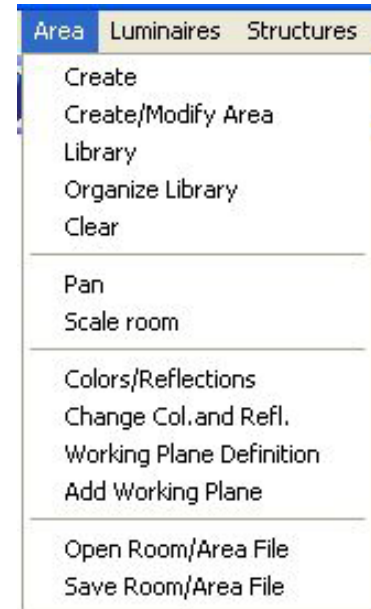 Area Luminaires Structures
Create
Create/Modify Area
Library
Organize Library
Clear
Pan
Scale room
Colors/Reflections
Change Col.and Refl.
Working Plane Definition
Add Working Plane
Open Room/Area File
Save Room/Area File